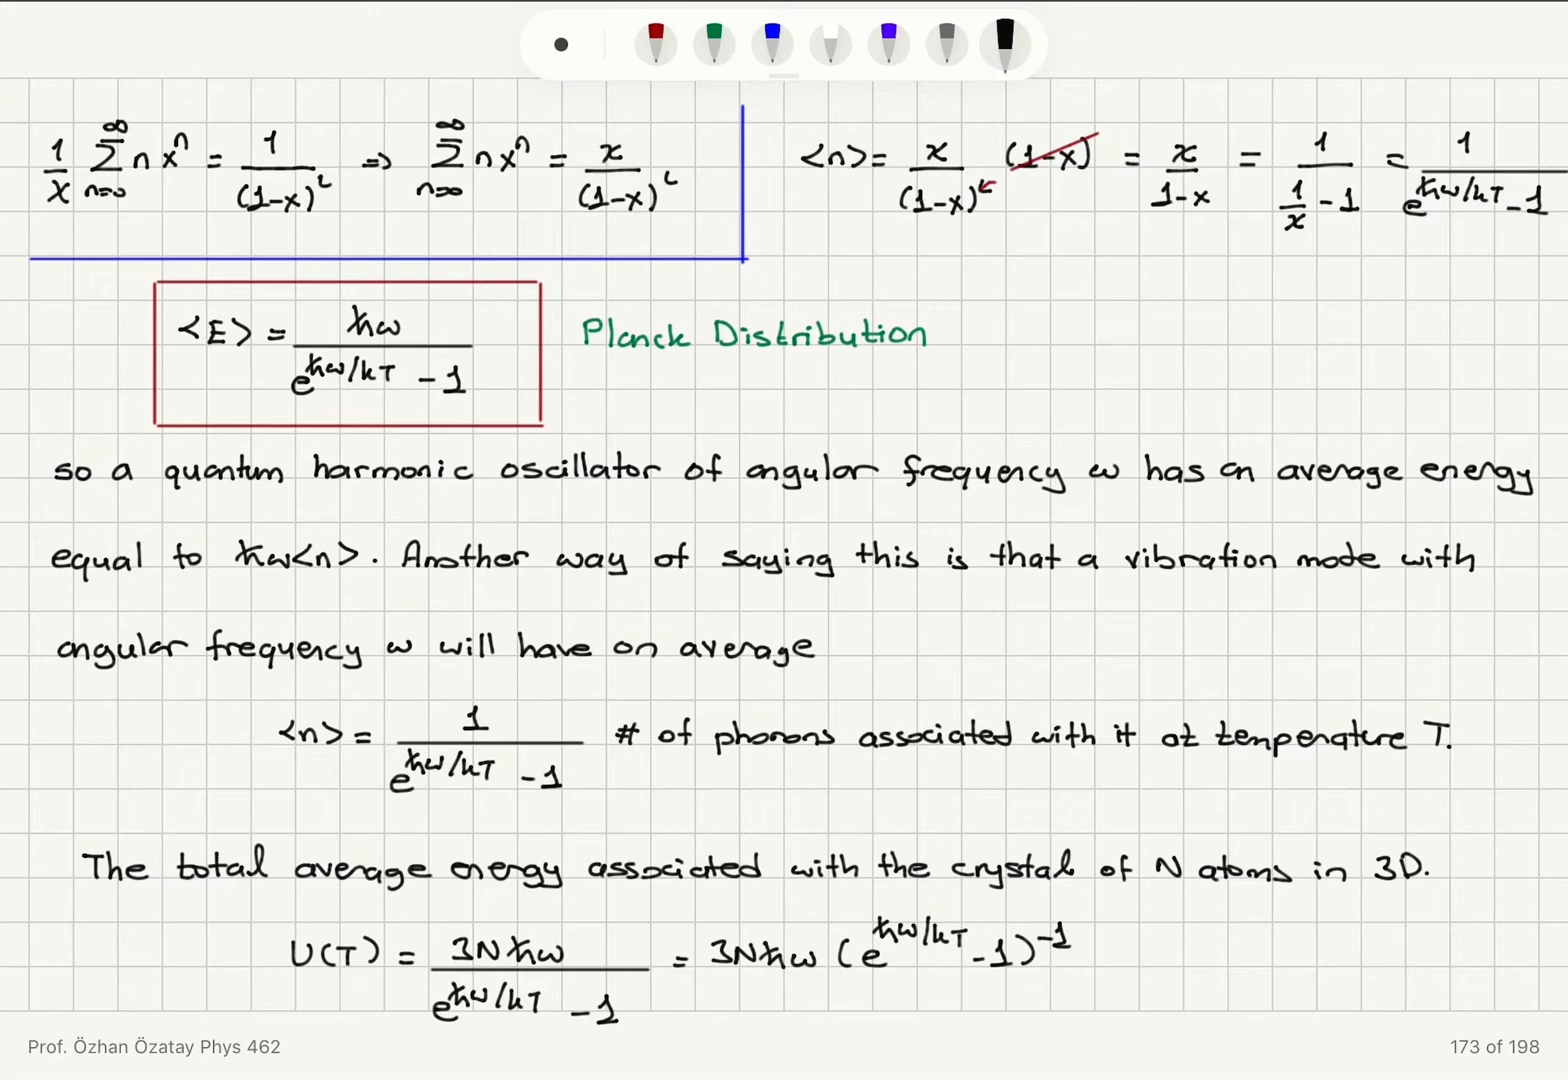 1/x ∞Σn=0 n xⁿ = 1/(1-x)² ⇒ ∞Σn=0 n xⁿ = x/(1-x)²
<n> = x/(1-x)² (1-x) = x/(1-x) = 1/(1/x - 1) = 1/(e^(ħω/kT) - 1)
<E> = ħω/(e^(ħω/kT) - 1) Planck Distribution
so a quantum harmonic oscillator of angular frequency ω has an average energy
equal to ħω<n>. Another way of saying this is that a vibration mode with
angular frequency ω will have on average
<n> = 1/(e^(ħω/kT) - 1) # of phonons associated with it at temperature T.
The total average energy associated with the crystal of N atoms in 3D.
U(T) = 3Nħω/(e^(ħω/kT) - 1) = 3Nħω (e^(ħω/kT) - 1)⁻¹
Prof. Özhan Özatay Phys 462
173 of 198